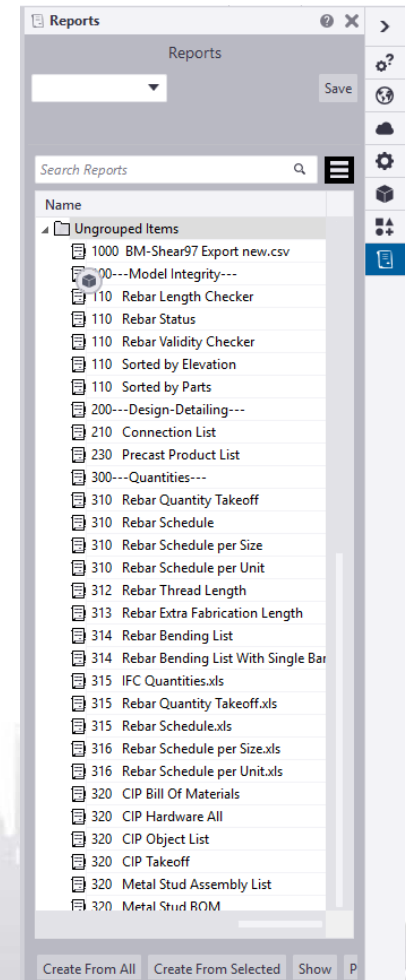 Reports
Reports
Save
Search Reports
Name
Ungrouped Items
1000 BM-Shear97 Export new.csv
00---Model Integrity---
110 Rebar Length Checker
110 Rebar Status
110 Rebar Validity Checker
110 Sorted by Elevation
110 Sorted by Parts
200---Design-Detailing---
210 Connection List
230 Precast Product List
300---Quantities---
310 Rebar Quantity Takeoff
310 Rebar Schedule
310 Rebar Schedule per Size
310 Rebar Schedule per Unit
312 Rebar Thread Length
313 Rebar Extra Fabrication Length
314 Rebar Bending List
314 Rebar Bending List With Single Bar
315 IFC Quantities.xls
315 Rebar Quantity Takeoff.xls
315 Rebar Schedule.xls
316 Rebar Schedule per Size.xls
316 Rebar Schedule per Unit.xls
320 CIP Bill Of Materials
320 CIP Hardware All
320 CIP Object List
320 CIP Takeoff
320 Metal Stud Assembly List
320 Metal Stud BOM
Create From All Create From Selected Show P